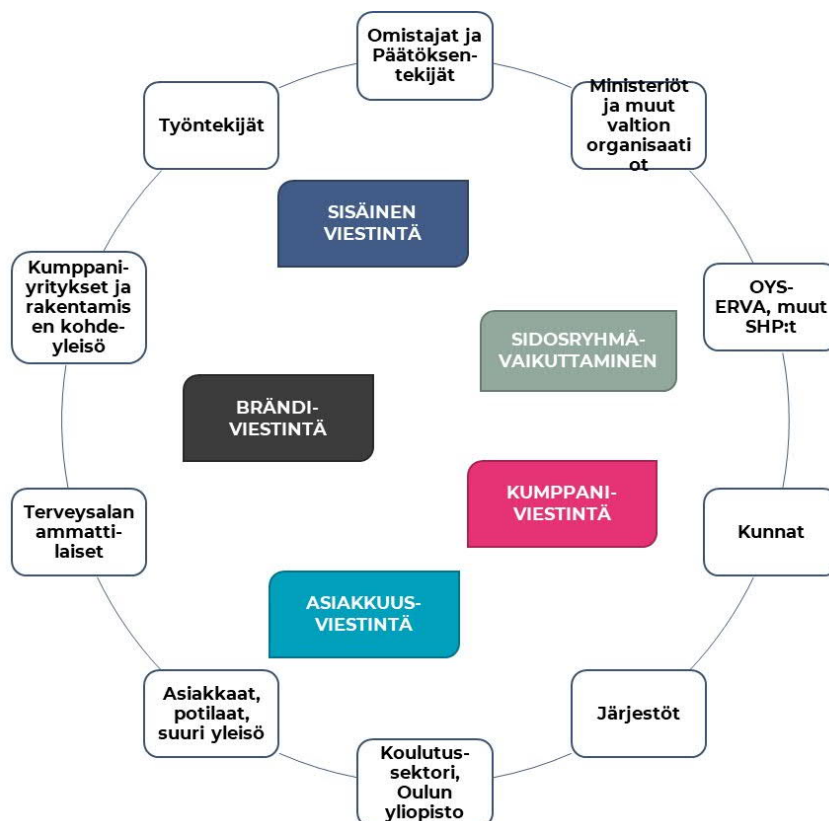 Omistajat ja
Päätöksen-
tekijät
Ministeriöt
ja muut
valtion
organisaati
ot
Työntekijät
SISÄINEN
VIESTINTÄ
Kumppani-
yritykset ja
rakentamis
en kohde-
yleisö
OYS-
ERVA, muut
SHP:t
SIDOSRYHMÄ-
VAIKUTTAMINEN
BRÄNDI-
VIESTINTÄ
KUMPPANI-
VIESTINTÄ
Terveysalan
ammatti-
laiset
Kunnat
ASIAKKUUS-
VIESTINTÄ
Asiakkaat,
potilaat,
suuri yleisö
Järjestöt
Koulutus-
sektori,
Oulun
yliopisto